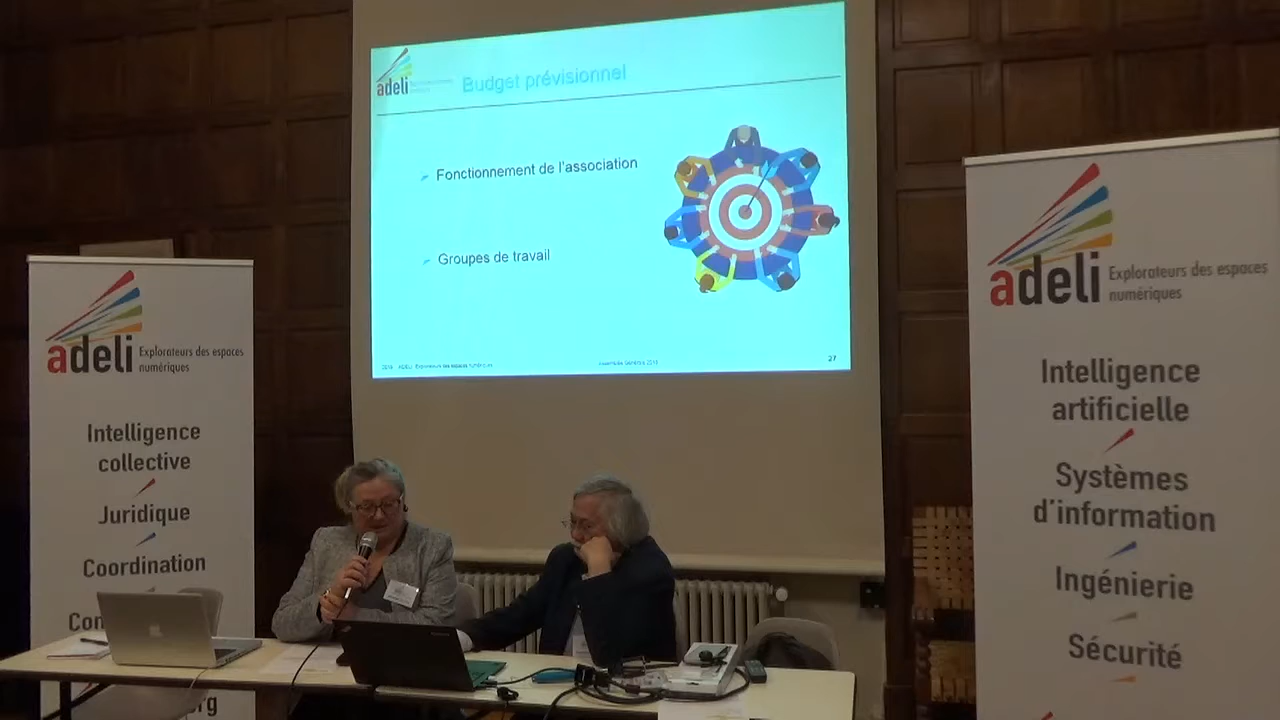 adeli
Budget prévisionnel
Fonctionnement de l'association
Groupes de travail
27
adeli Explorateurs des espaces
numériques
Intelligence
collective
Juridique
Coordination
adeli Explorateurs des espaces
numériques
Intelligence
artificielle
Systèmes
d'information
Ingénierie
Sécurité